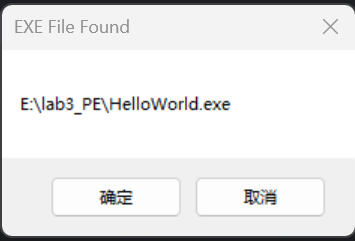 EXE File Found
E:\lab3_PE\HelloWorld.exe
确定
取消